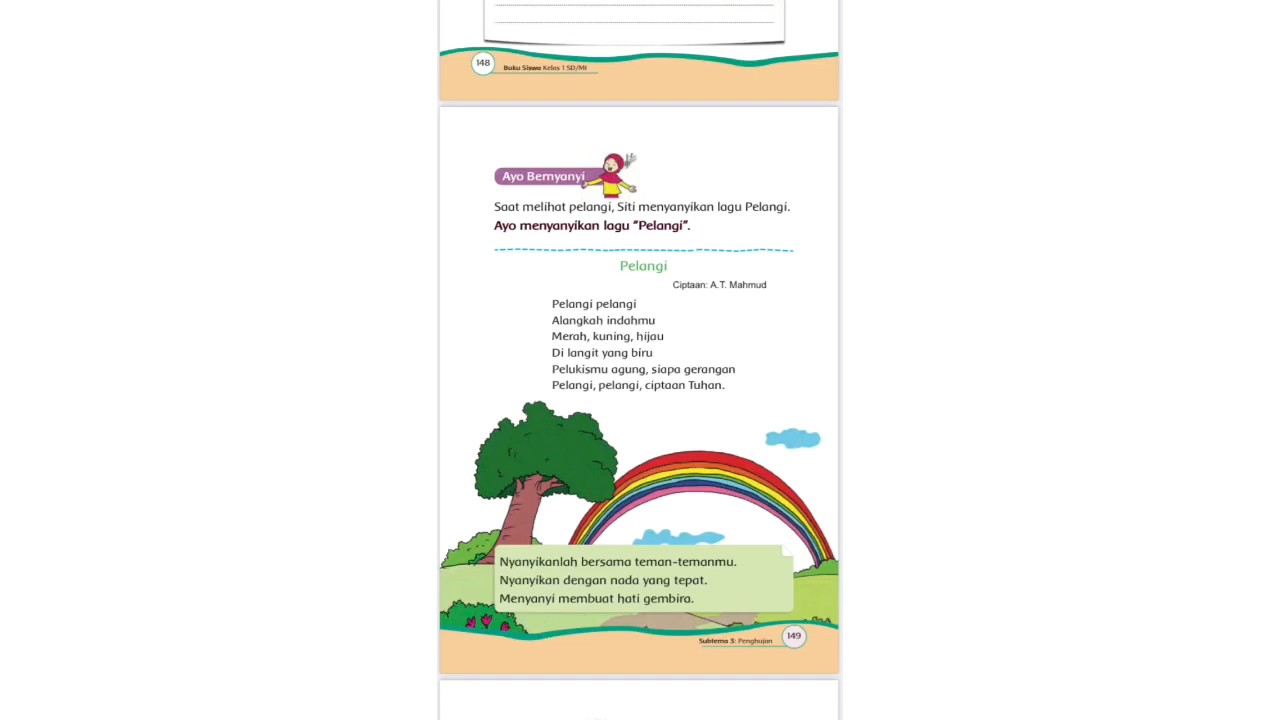 148
Buku Siswa Kelas 1 SD/MI
Ayo Bernyanyi
Saat melihat pelangi, Siti menyanyikan lagu Pelangi.
Ayo menyanyikan lagu “Pelangi”.
Pelangi
Ciptaan: A.T. Mahmud
Pelangi pelangi
Alangkah indahmu
Merah, kuning, hijau
Di langit yang biru
Pelukismu agung, siapa gerangan
Pelangi, pelangi, ciptaan Tuhan.
Nyanyikanlah bersama teman-temanmu.
Nyanyikan dengan nada yang tepat.
Menyanyi membuat hati gembira.
Subtema 3: Penghujan
149